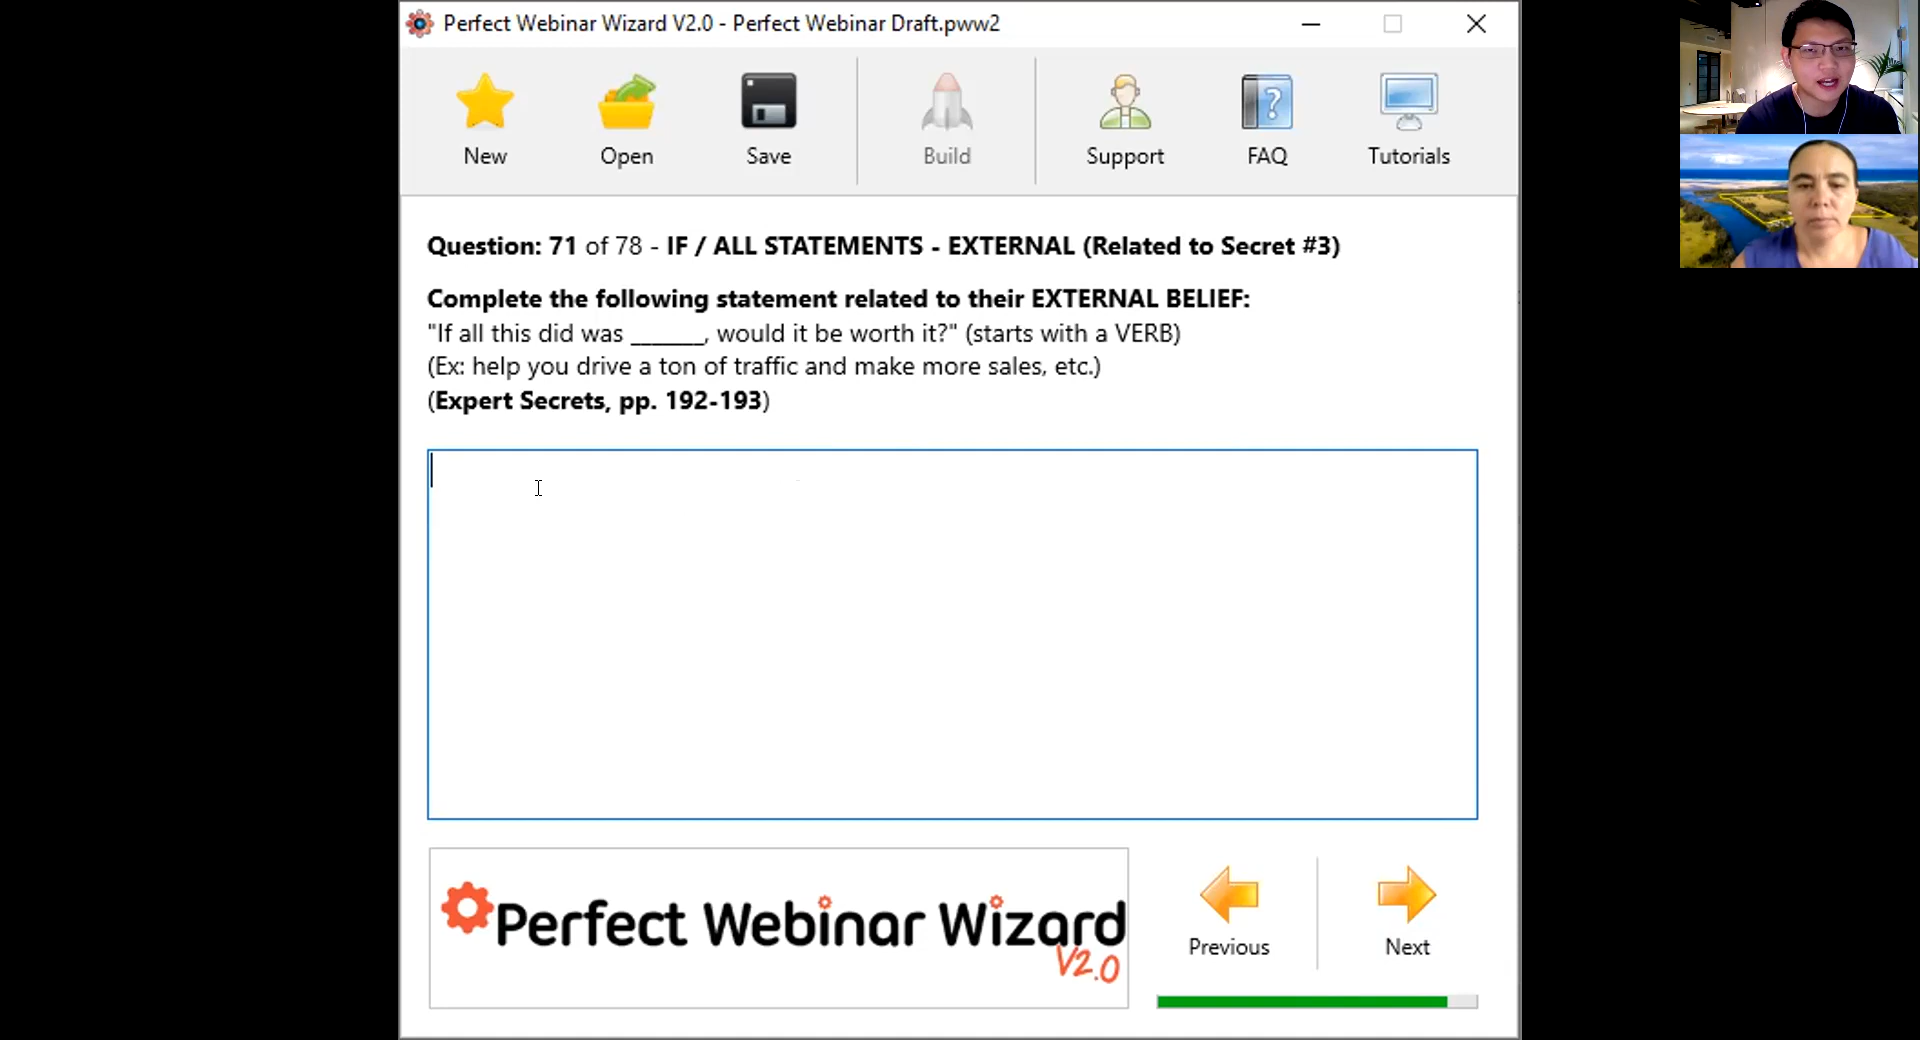 Perfect Webinar Wizard V2.0 - Perfect Webinar Draft.pww2
New Open Save Build Support FAQ Tutorials
Question: 71 of 78 - IF / ALL STATEMENTS - EXTERNAL (Related to Secret #3)
Complete the following statement related to their EXTERNAL BELIEF:
"If all this did was ______, would it be worth it?" (starts with a VERB)
(Ex: help you drive a ton of traffic and make more sales, etc.)
(Expert Secrets, pp. 192-193)
Perfect Webinar Wizard
V2.0
Previous Next